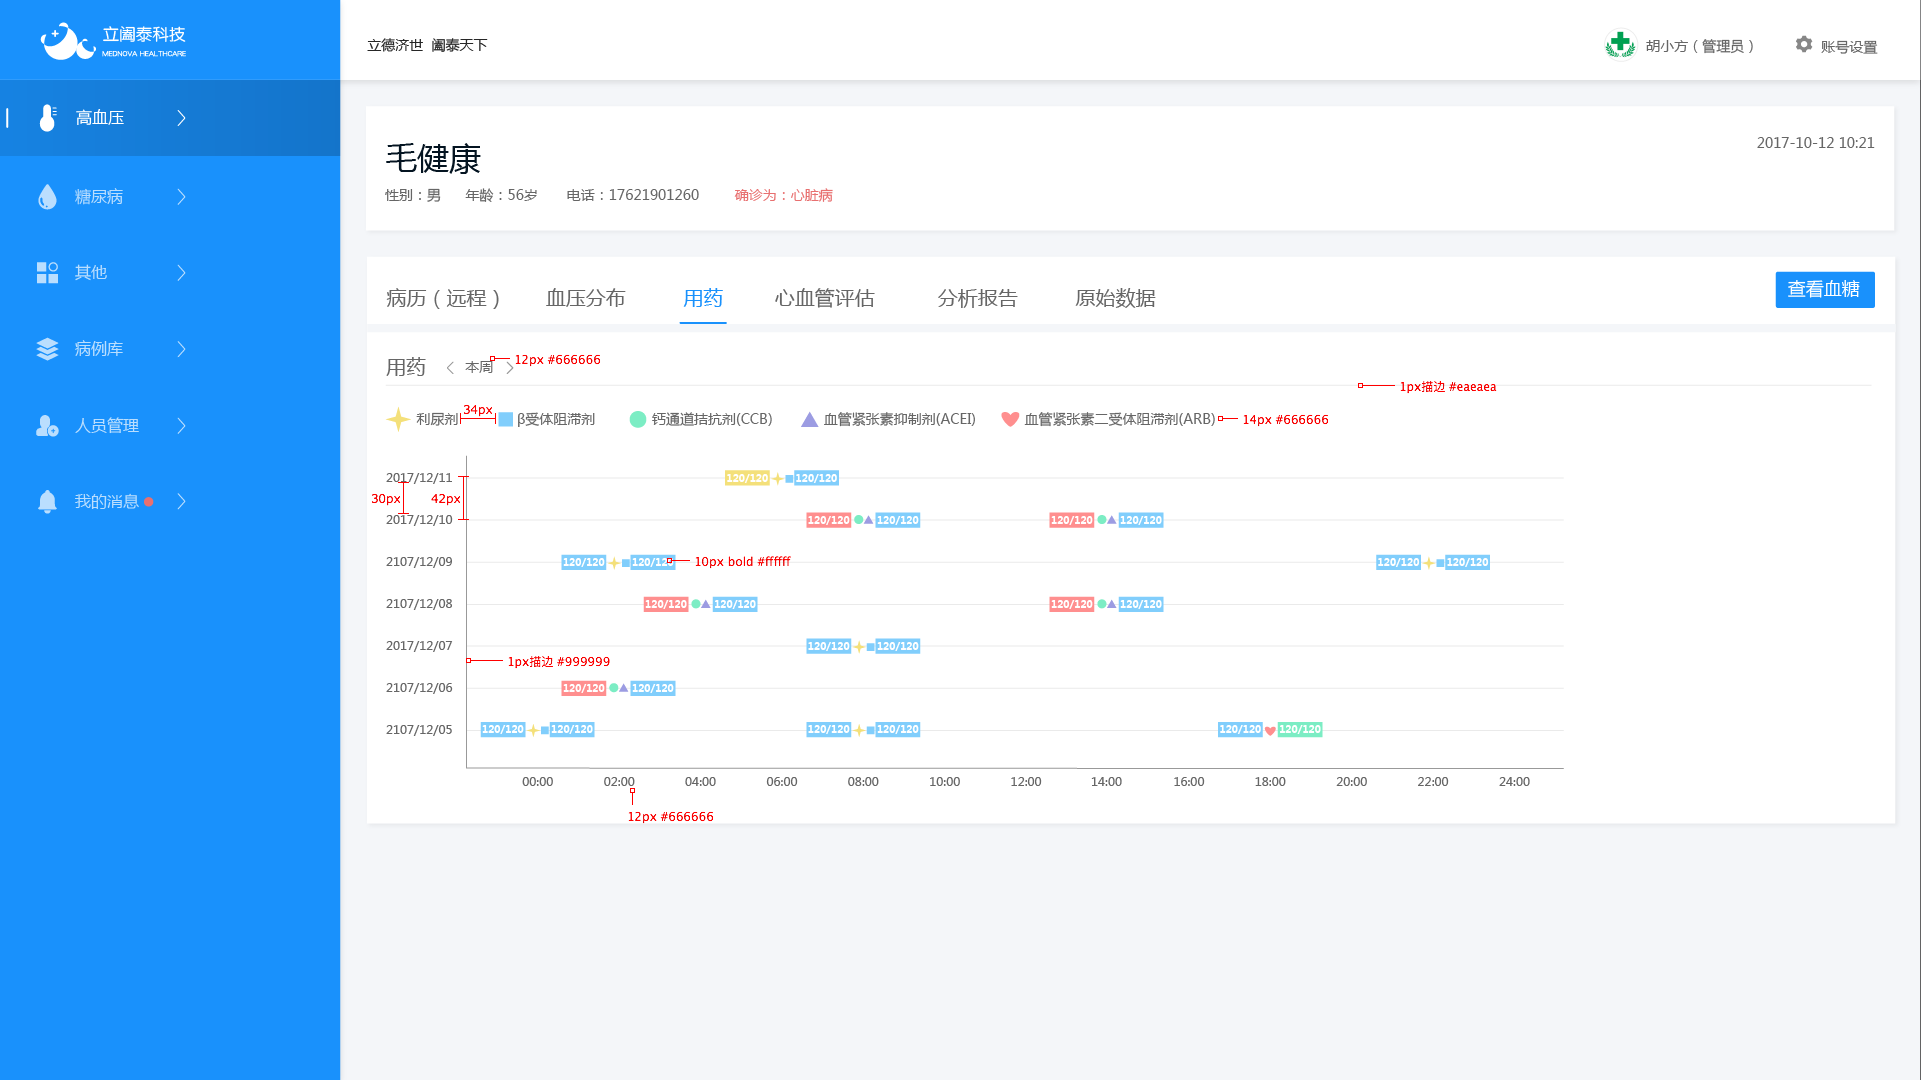 立阖泰科技
MEDNOVA HEALTHCARE
立德济世 阖泰天下
胡小方（管理员）
账号设置
高血压
糖尿病
其他
病例库
人员管理
我的消息
毛健康
2017-10-12 10:21
性别：男 年龄：56岁 电话：17621901260 确诊为：心脏病
病历（远程） 血压分布 用药 心血管评估 分析报告 原始数据
查看血糖
用药 本周 12px #666666
1px描边 #eaeaea
利尿剂 34px β受体阻滞剂 钙通道拮抗剂(CCB) 血管紧张素抑制剂(ACEI) 血管紧张素二受体阻滞剂(ARB) 14px #666666
2017/12/11 120/120 120/120
30px 42px
2017/12/10 120/120 120/120 120/120 120/120
2107/12/09 120/120 120/120 10px bold #ffffff 120/120 120/120
2107/12/08 120/120 120/120 120/120 120/120
2017/12/07 120/120 120/120
1px描边 #999999
2107/12/06 120/120 120/120
2107/12/05 120/120 120/120 120/120 120/120 120/120 120/120
00:00 02:00 04:00 06:00 08:00 10:00 12:00 14:00 16:00 18:00 20:00 22:00 24:00
12px #666666